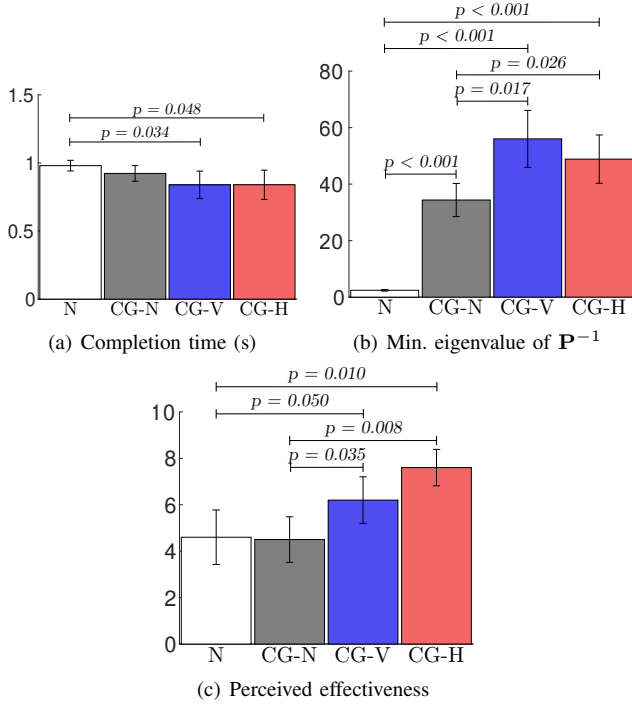 p < 0.001
p < 0.001
p = 0.026
p = 0.017
p < 0.001
80
60
40
20
0
N CG-N CG-V CG-H
(b) Min. eigenvalue of P⁻¹
p = 0.048
p = 0.034
1.5
1
0.5
0
N CG-N CG-V CG-H
(a) Completion time (s)
p = 0.010
p = 0.050
p = 0.008
p = 0.035
10
8
6
4
2
0
N CG-N CG-V CG-H
(c) Perceived effectiveness